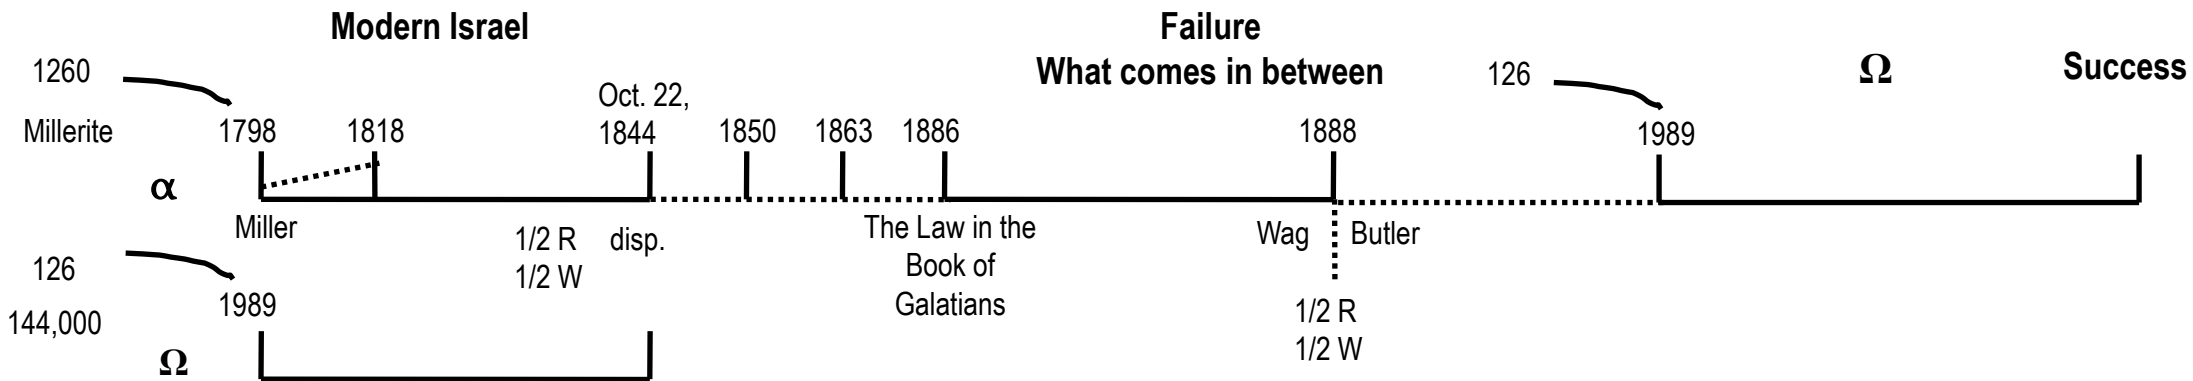 Modern Israel
Failure
What comes in between
Success
1260
126
Ω
Oct. 22,
Millerite
1798
1818
1844
1850
1863
1886
1888
1989
α
Miller
1/2 R
1/2 W
disp.
The Law in the
Book of
Galatians
Wag
Butler
126
1989
144,000
1/2 R
1/2 W
Ω